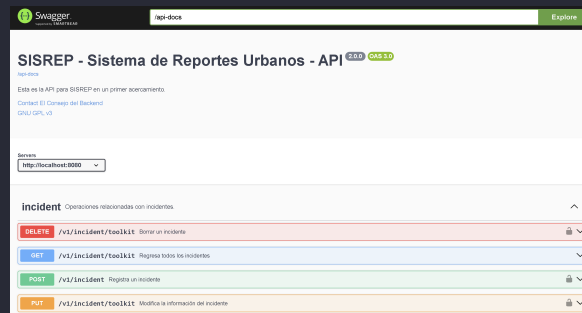 Swagger
Supported by SMARTBEAR
/api-docs
Explore
SISREP - Sistema de Reportes Urbanos - API 2.0.0 OAS 3.0
/api-docs
Esta es la API para SISREP en un primer acercamiento.
Contact El Consejo del Backend
GNU GPL v3
Servers
http://localhost:8080
incident Operaciones relacionadas con incidentes
DELETE /v1/incident/toolkit Borrar un incidente
GET /v1/incident/toolkit Regresa todos los incidentes
POST /v1/incident Registra un incidente
PUT /v1/incident/toolkit Modifica la información del incidente